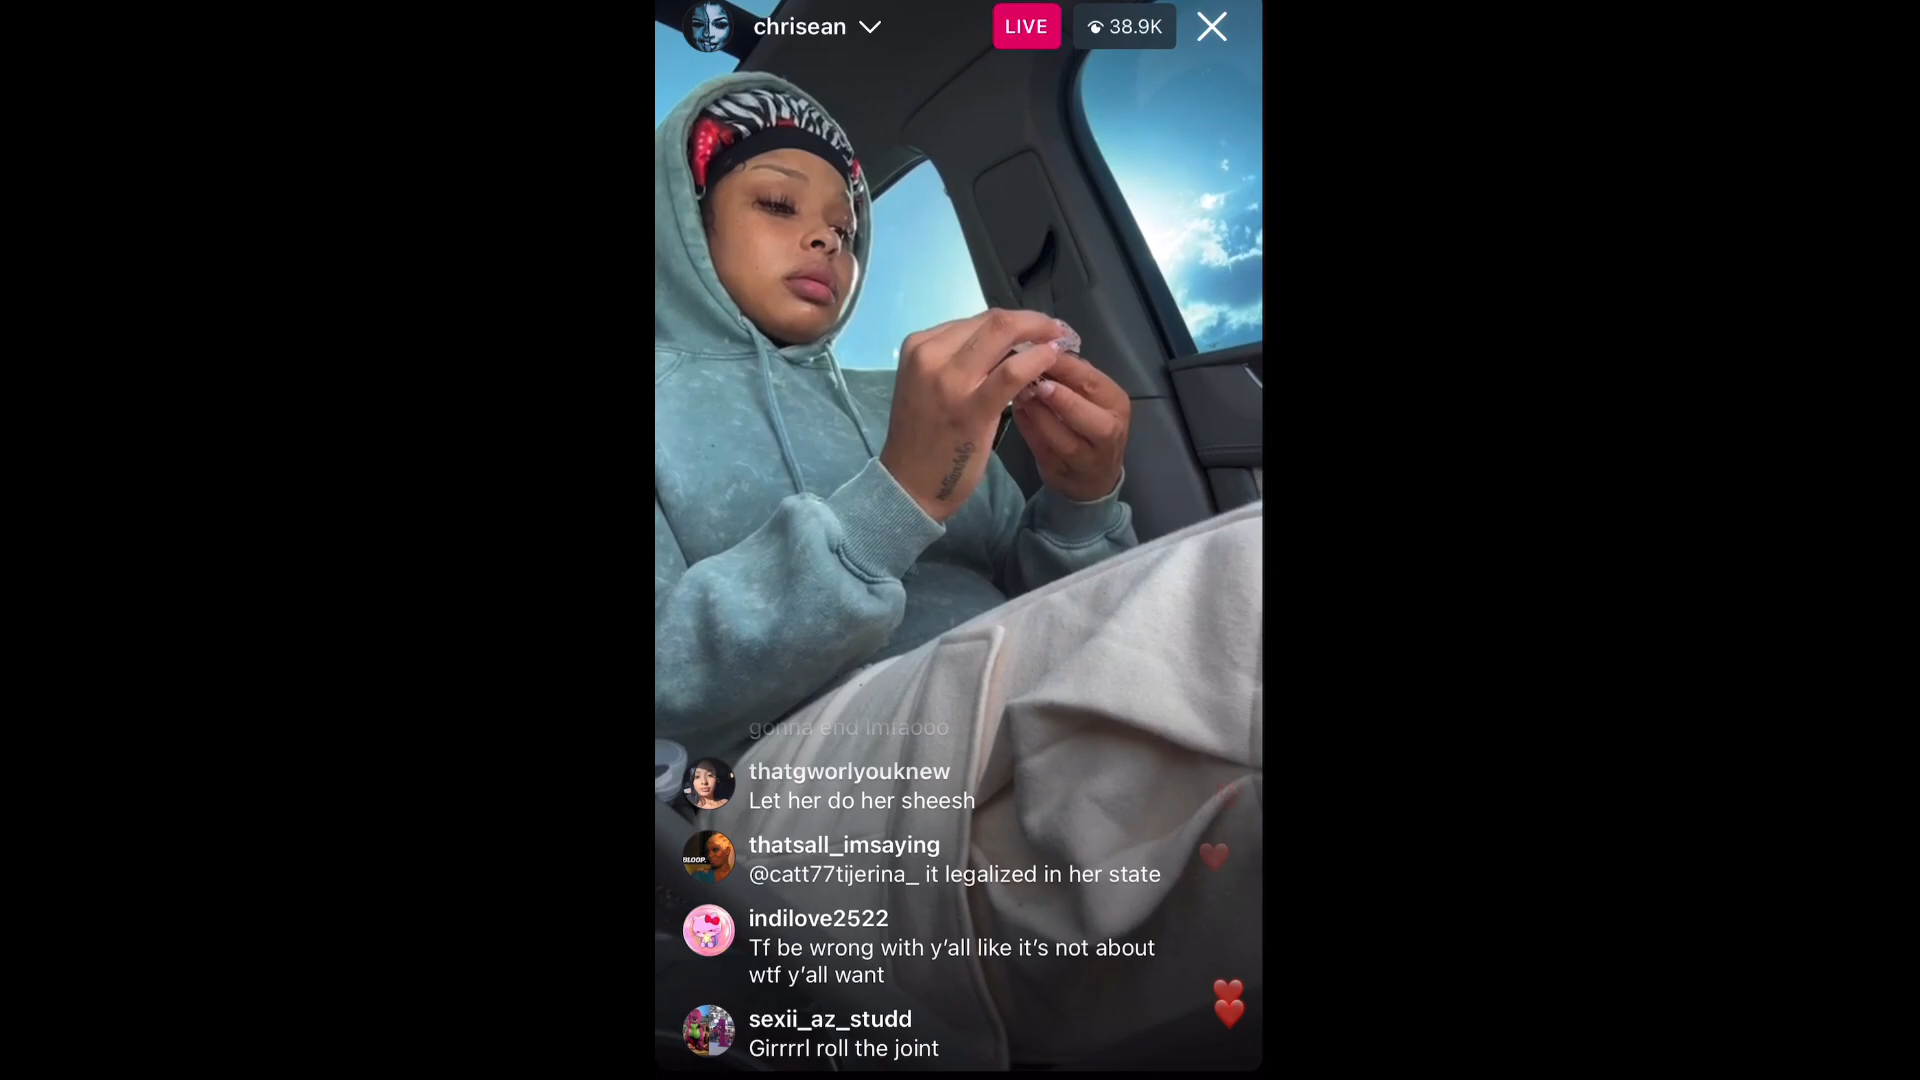 chrisean
LIVE
38.9K
gonna end lmfaooo
thatgworlyouknew
Let her do her sheesh
BLOOP.
thatsall_imsaying
@catt77tijerina_ it legalized in her state
indilove2522
Tf be wrong with y’all like it’s not about
wtf y’all want
sexii_az_studd
Girrrrl roll the joint